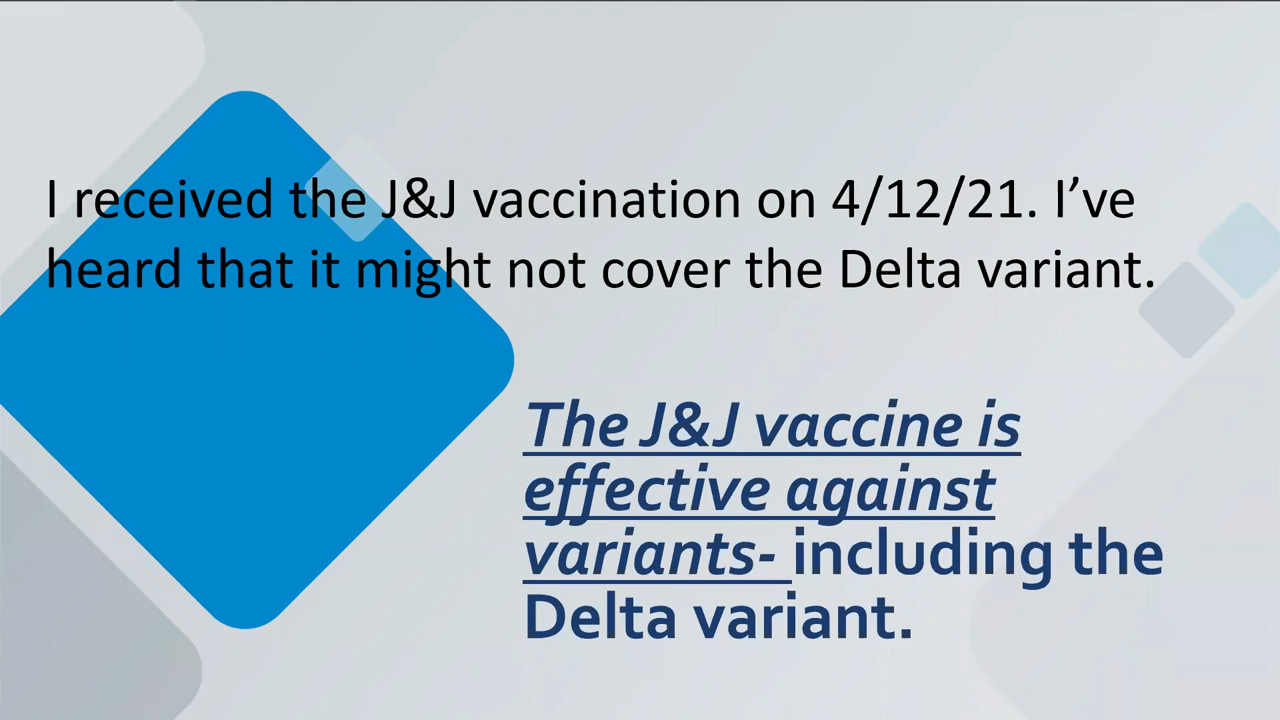 I received the J&J vaccination on 4/12/21. I’ve
heard that it might not cover the Delta variant.
The J&J vaccine is
effective against
variants- including the
Delta variant.